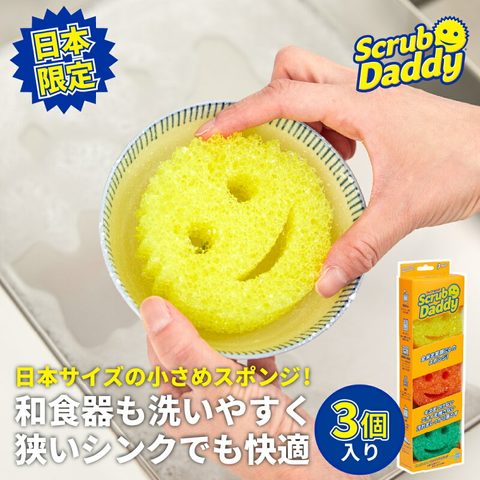 日本
限定
Scrub
Daddy
日本サイズの小さめスポンジ！
和食器も洗いやすく
狭いシンクでも快適
3個
入り
Scrub
Daddy